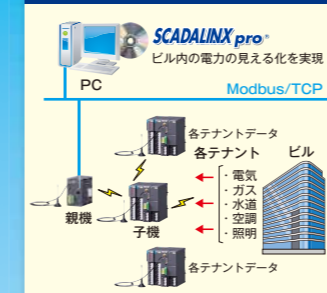 SCADALINX pro®
ビル内の電力の見える化を実現
PC
Modbus/TCP
各テナントデータ
各テナント
ビル
・電気
・ガス
・水道
・空調
・照明
親機
子機
各テナントデータ